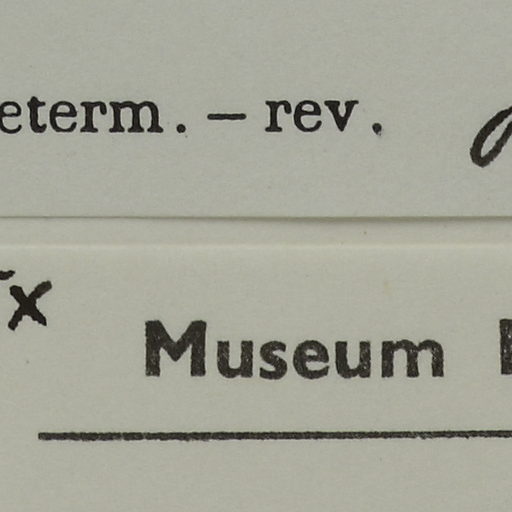 eterm. – rev.
x
Museum